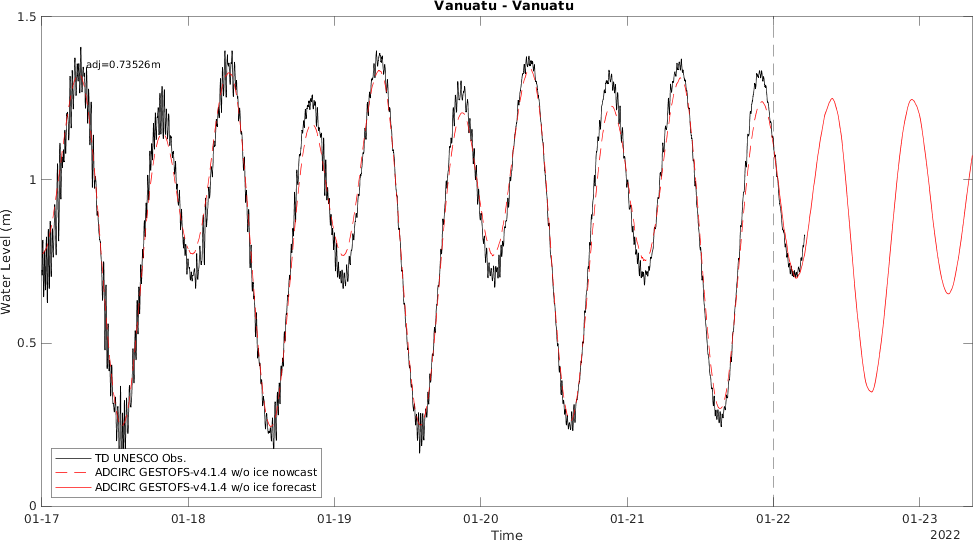 Vanuatu - Vanuatu
adj=0.73526m
Water Level (m)
1.5
1
0.5
0
TD UNESCO Obs.
ADCIRC GESTOFS-v4.1.4 w/o ice nowcast
ADCIRC GESTOFS-v4.1.4 w/o ice forecast
01-17 01-18 01-19 01-20 01-21 01-22 01-23
Time
2022